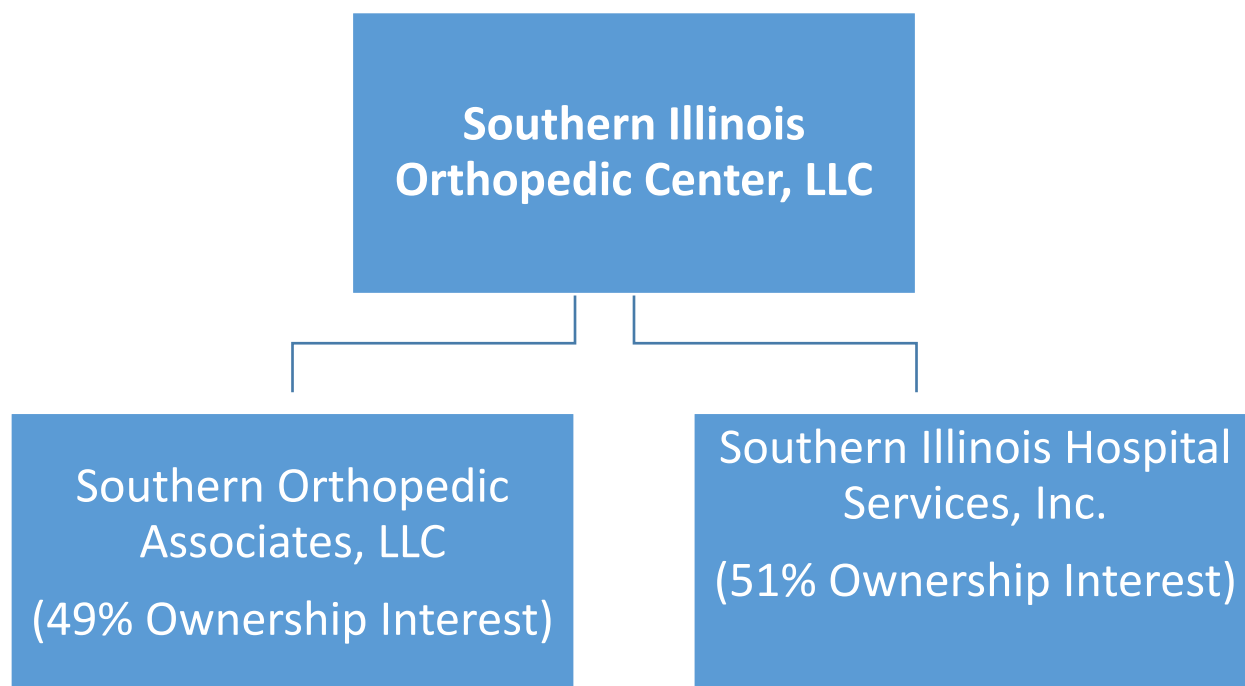 Southern Illinois
Orthopedic Center, LLC
Southern Orthopedic
Associates, LLC
(49% Ownership Interest)
Southern Illinois Hospital
Services, Inc.
(51% Ownership Interest)